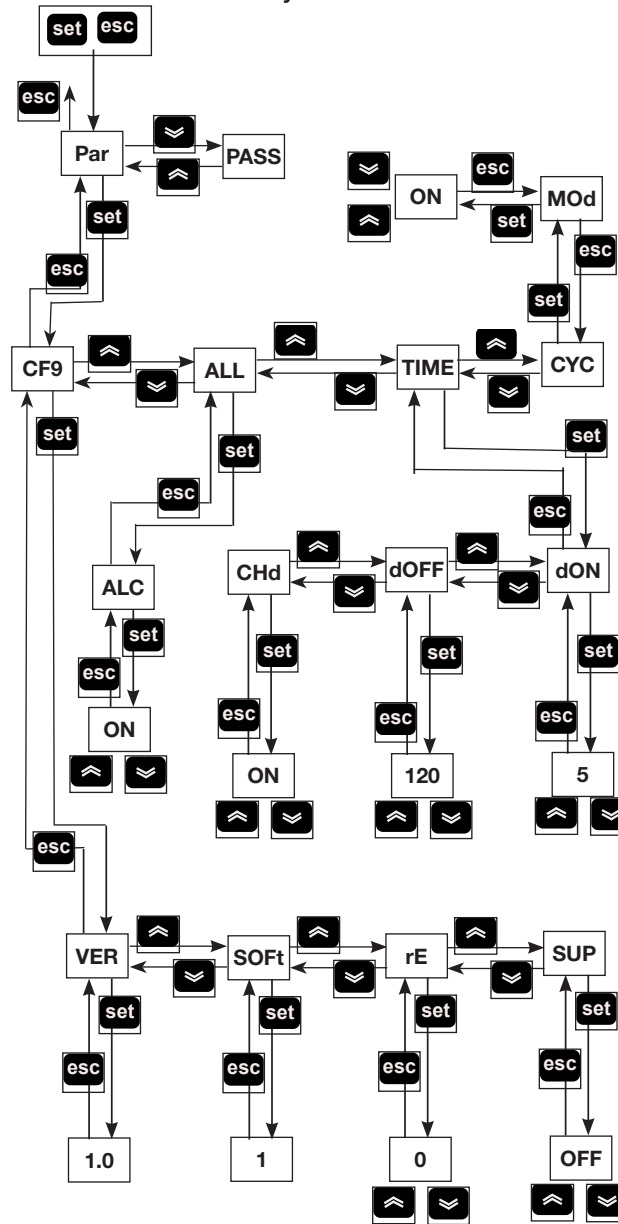 set esc
esc
Par
PASS
set
esc
ON
esc
MOd
set
esc
set
CF9
ALL
TIME
CYC
set
set
esc
set
esc
ALC
CHd
dOFF
dON
set
esc
set
esc
set
esc
set
esc
ON
ON
120
5
esc
VER
SOFt
rE
SUP
set
set
set
set
esc
esc
esc
esc
1.0
1
0
OFF